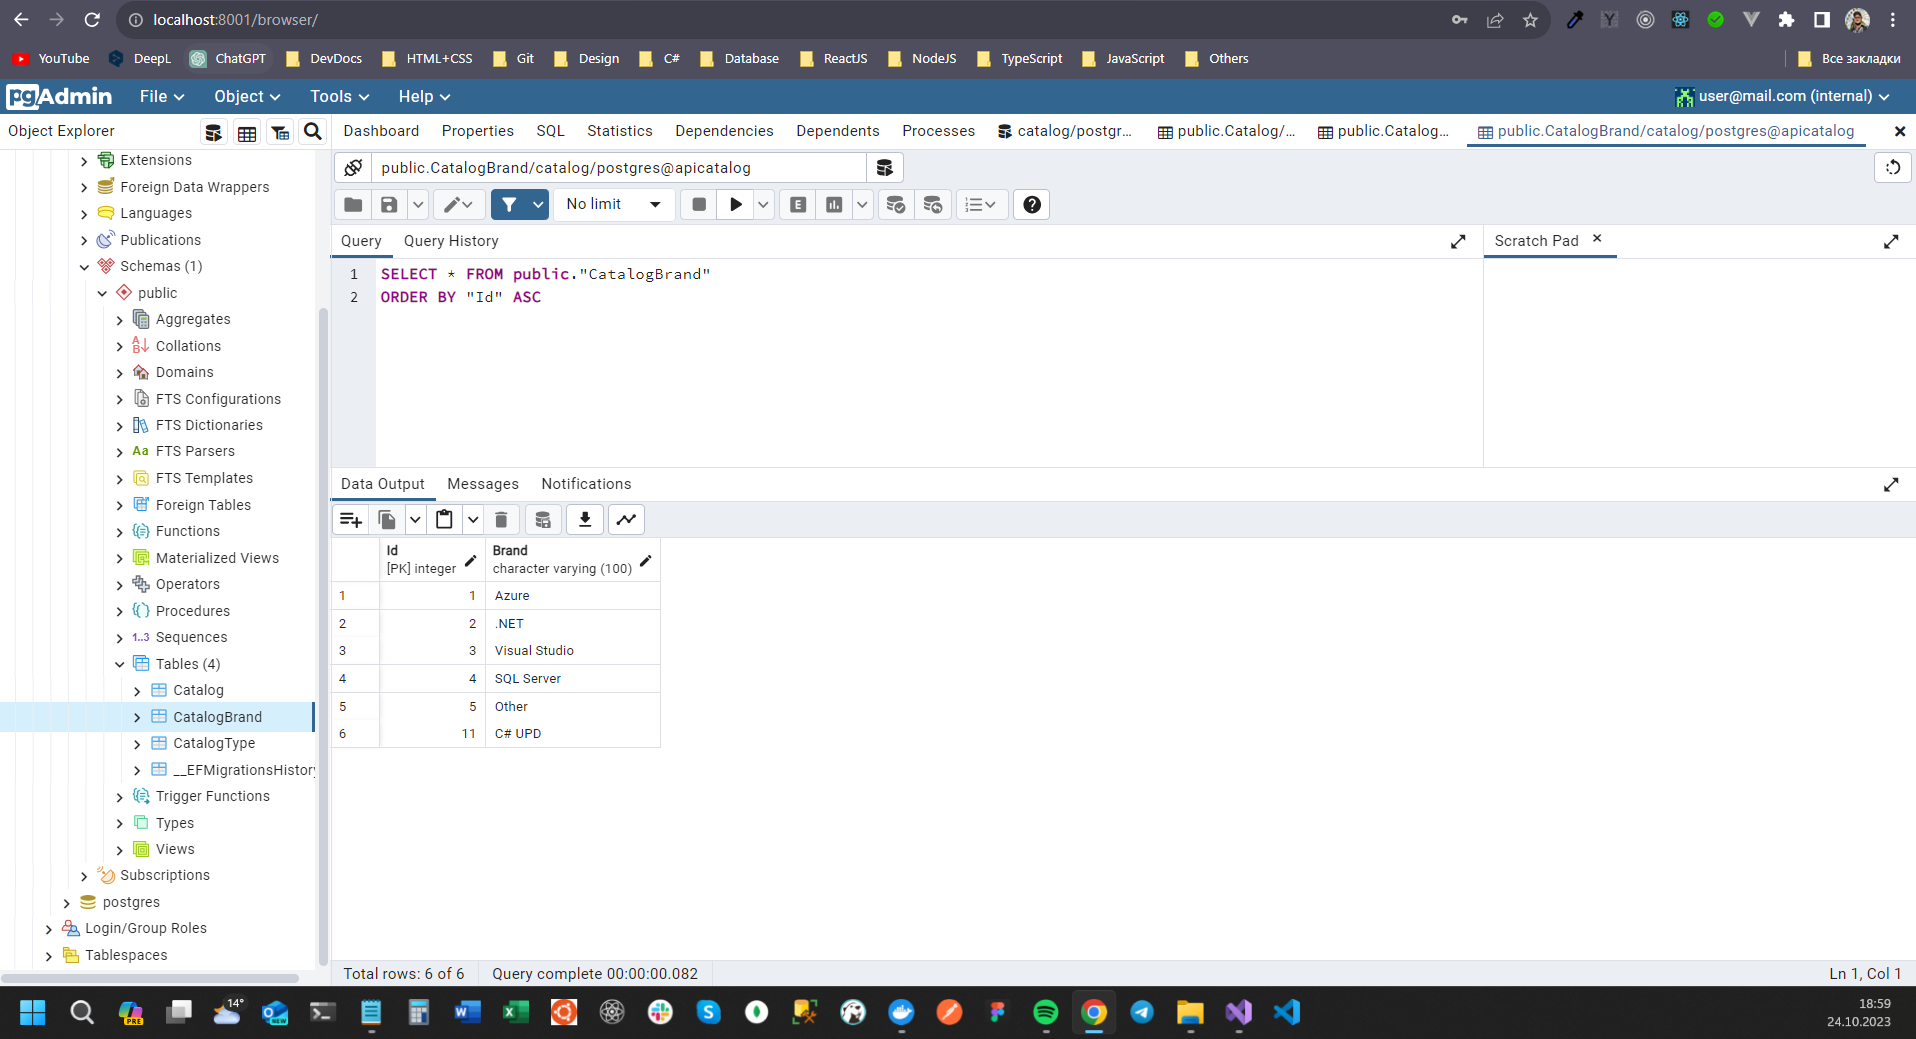 localhost:8001/browser/
YouTube DeepL ChatGPT DevDocs HTML+CSS Git Design C# Database ReactJS NodeJS TypeScript JavaScript Others Все закладки
pgAdmin File Object Tools Help user@mail.com (internal)
Object Explorer Dashboard Properties SQL Statistics Dependencies Dependents Processes catalog/postgr... public.Catalog/... public.Catalog... public.CatalogBrand/catalog/postgres@apicatalog
Extensions
Foreign Data Wrappers
Languages
Publications
Schemas (1)
public
Aggregates
Collations
Domains
FTS Configurations
FTS Dictionaries
Aa FTS Parsers
FTS Templates
Foreign Tables
Functions
Materialized Views
Operators
Procedures
1..3 Sequences
Tables (4)
Catalog
CatalogBrand
CatalogType
__EFMigrationsHistory
Trigger Functions
Types
Views
Subscriptions
postgres
Login/Group Roles
Tablespaces
public.CatalogBrand/catalog/postgres@apicatalog
No limit E
Query Query History Scratch Pad
1 SELECT * FROM public."CatalogBrand"
2 ORDER BY "Id" ASC
Data Output Messages Notifications
Id Brand
[PK] integer character varying (100)
1 1 Azure
2 2 .NET
3 3 Visual Studio
4 4 SQL Server
5 5 Other
6 11 C# UPD
Total rows: 6 of 6 Query complete 00:00:00.082 Ln 1, Col 1
PRE 14° NEW 18:59
24.10.2023